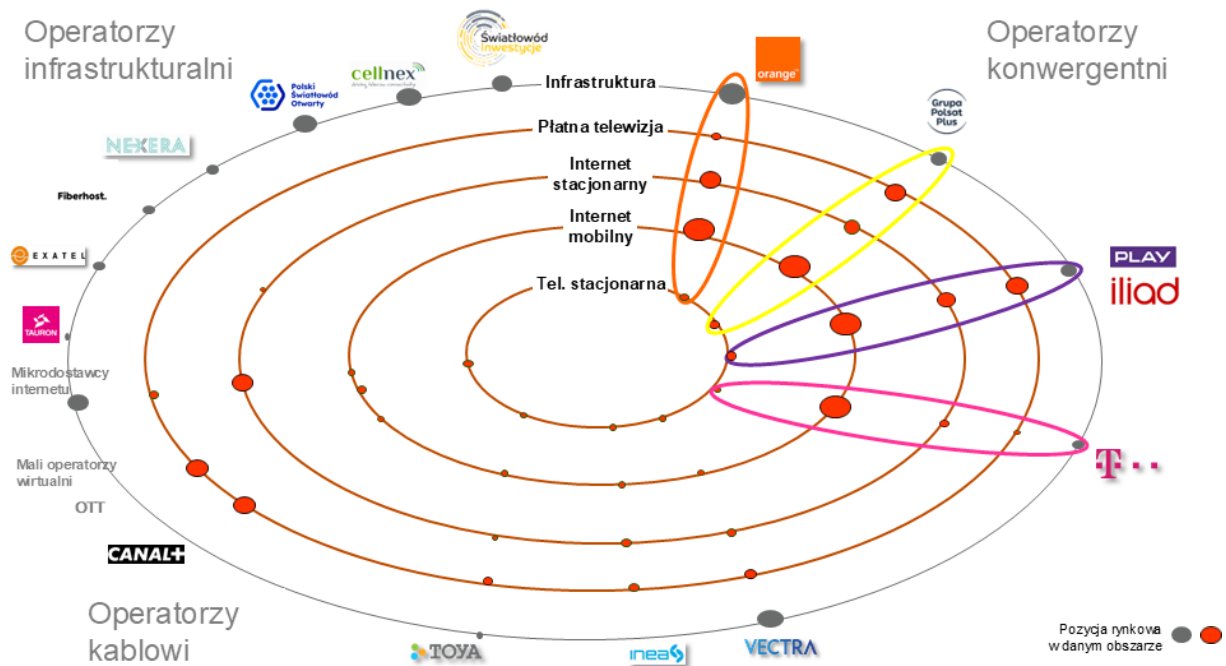 Operatorzy
infrastrukturalni
Światłowód
inwestycje
orange™
Operatorzy
konwergentni
cellnex
Polski
Światłowód
Otwarty
Infrastruktura
Grupa
Polsat
Plus
NEXERA
Płatna telewizja
Internet
stacjonarny
Fiberhost.
Internet
mobilny
EXATEL
PLAY
iliad
Tel. stacjonarna
TAURON
Mikrodostawcy
internetu
Mali operatorzy
wirtualni
T
OTT
CANAL+
Operatorzy
kablowi
TOYA
inea
VECTRA
Pozycja rynkowa
w danym obszarze